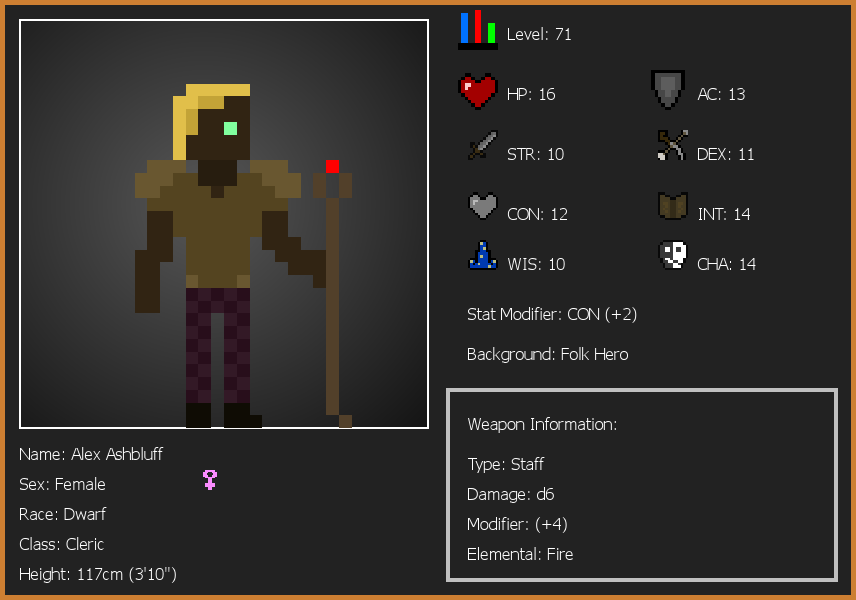 Level: 71
HP: 16
AC: 13
STR: 10
DEX: 11
CON: 12
INT: 14
WIS: 10
CHA: 14
Stat Modifier: CON (+2)
Background: Folk Hero
Weapon Information:
Type: Staff
Damage: d6
Modifier: (+4)
Elemental: Fire
Name: Alex Ashbluff
Sex: Female
Race: Dwarf
Class: Cleric
Height: 117cm (3'10")